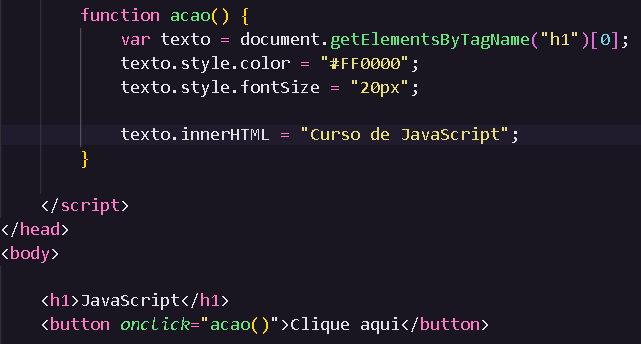 function acao() {
var texto = document.getElementsByTagName("h1")[0];
texto.style.color = "#FF0000";
texto.style.fontSize = "20px";
texto.innerHTML = "Curso de JavaScript";
}
</script>
</head>
<body>
<h1>JavaScript</h1>
<button onclick="acao()">Clique aqui</button>